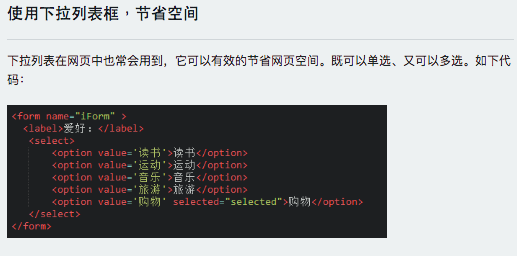 使用下拉列表框，节省空间
下拉列表在网页中也常会用到，它可以有效的节省网页空间。既可以单选、又可以多选。如下代
码：
<form name="iForm" >
<label>爱好：</label>
<select>
<option value='读书'>读书</option>
<option value='运动'>运动</option>
<option value='音乐'>音乐</option>
<option value='旅游'>旅游</option>
<option value='购物' selected="selected">购物</option>
</select>
</form>